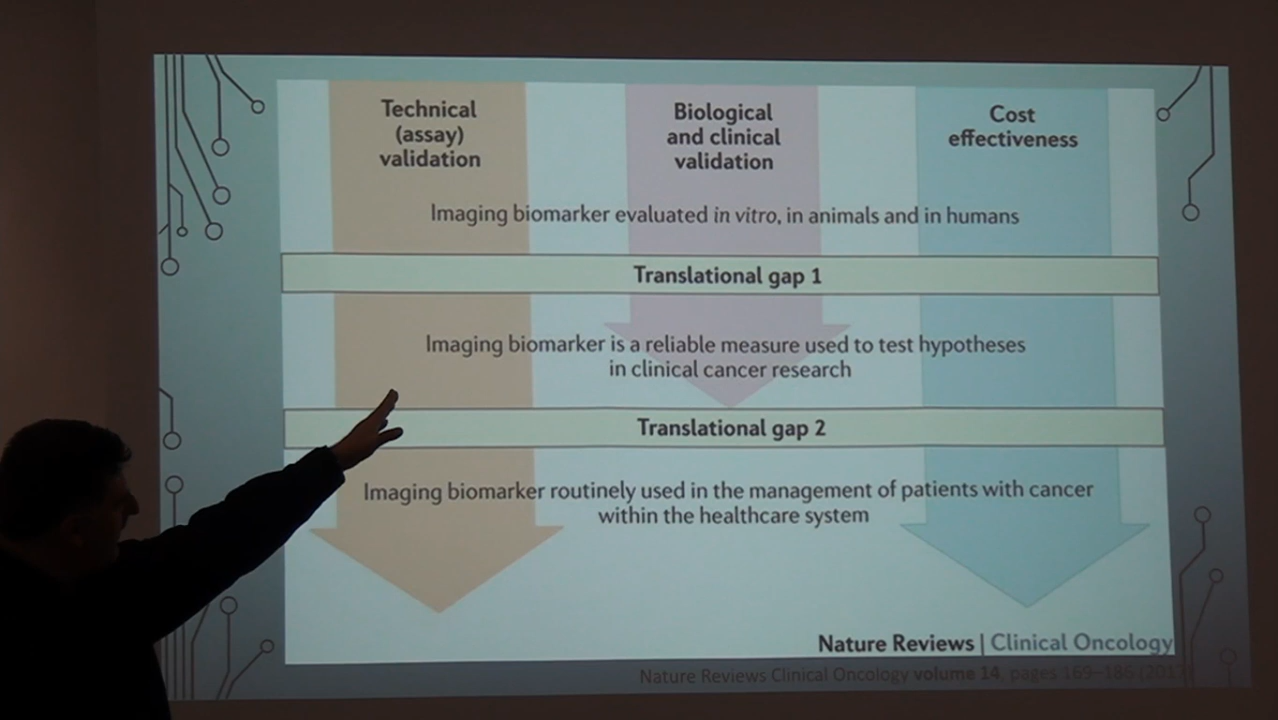 Technical
(assay)
validation
Biological
and clinical
validation
Cost
effectiveness
Imaging biomarker evaluated in vitro, in animals and in humans
Translational gap 1
Imaging biomarker is a reliable measure used to test hypotheses
in clinical cancer research
Translational gap 2
Imaging biomarker routinely used in the management of patients with cancer
within the healthcare system
Nature Reviews | Clinical Oncology
Nature Reviews Clinical Oncology volume 14, pages 169–186 (2017)